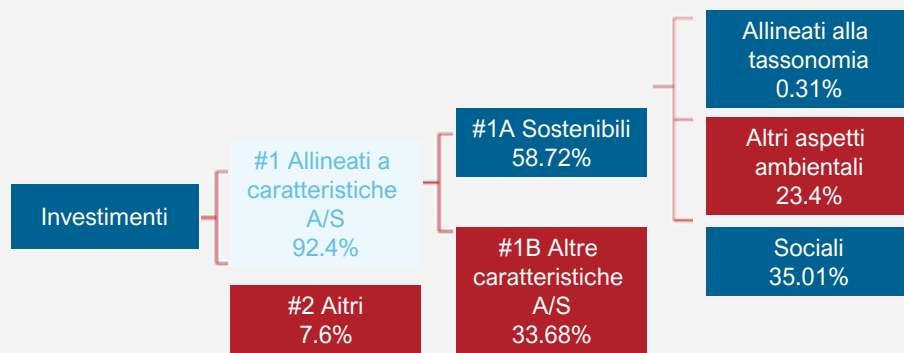 Investimenti
#1 Allineati a
caratteristiche
A/S
92.4%
#2 Aitri
7.6%
#1A Sostenibili
58.72%
#1B Altre
caratteristiche
A/S
33.68%
Allineati alla
tassonomia
0.31%
Altri aspetti
ambientali
23.4%
Sociali
35.01%